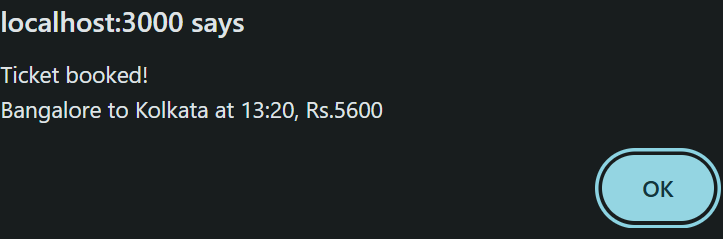 localhost:3000 says
Ticket booked!
Bangalore to Kolkata at 13:20, Rs.5600
OK